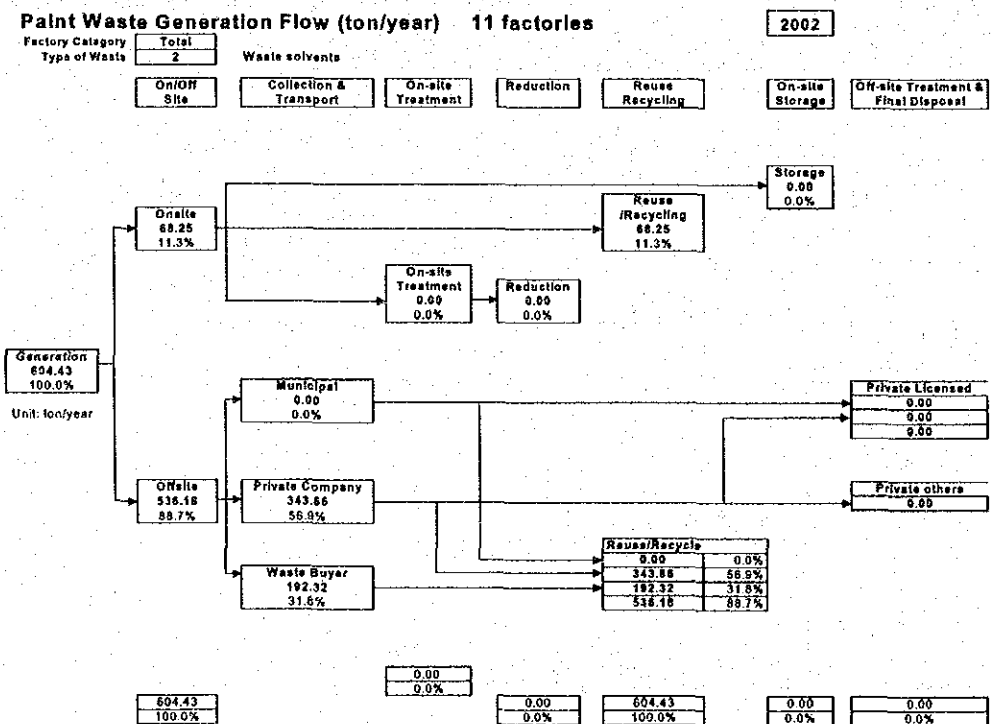 Paint Waste Generation Flow (ton/year) 11 factories
2002
Factory Category Total
Type of Waste 2 Waste solvents
On/Off Site
Collection & Transport
On-site Treatment
Reduction
Reuse Recycling
On-site Storage
Off-site Treatment & Final Disposal
Storage
0.00
0.0%
Onsite
68.25
11.3%
Reuse
/Recycling
68.25
11.3%
On-site
Treatment
0.00
0.0%
Reduction
0.00
0.0%
Generation
604.43
100.0%
Unit: ton/year
Municipal
0.00
0.0%
Private Licensed
0.00
0.00
0.00
Offsite
536.18
88.7%
Private Company
343.86
56.9%
Private others
0.00
Waste Buyer
192.32
31.8%
Reuse/Recycle
0.00 0.0%
343.86 56.9%
192.32 31.8%
536.18 88.7%
0.00
0.0%
604.43 0.00 604.43 0.00 0.00
100.0% 0.0% 100.0% 0.0% 0.0%